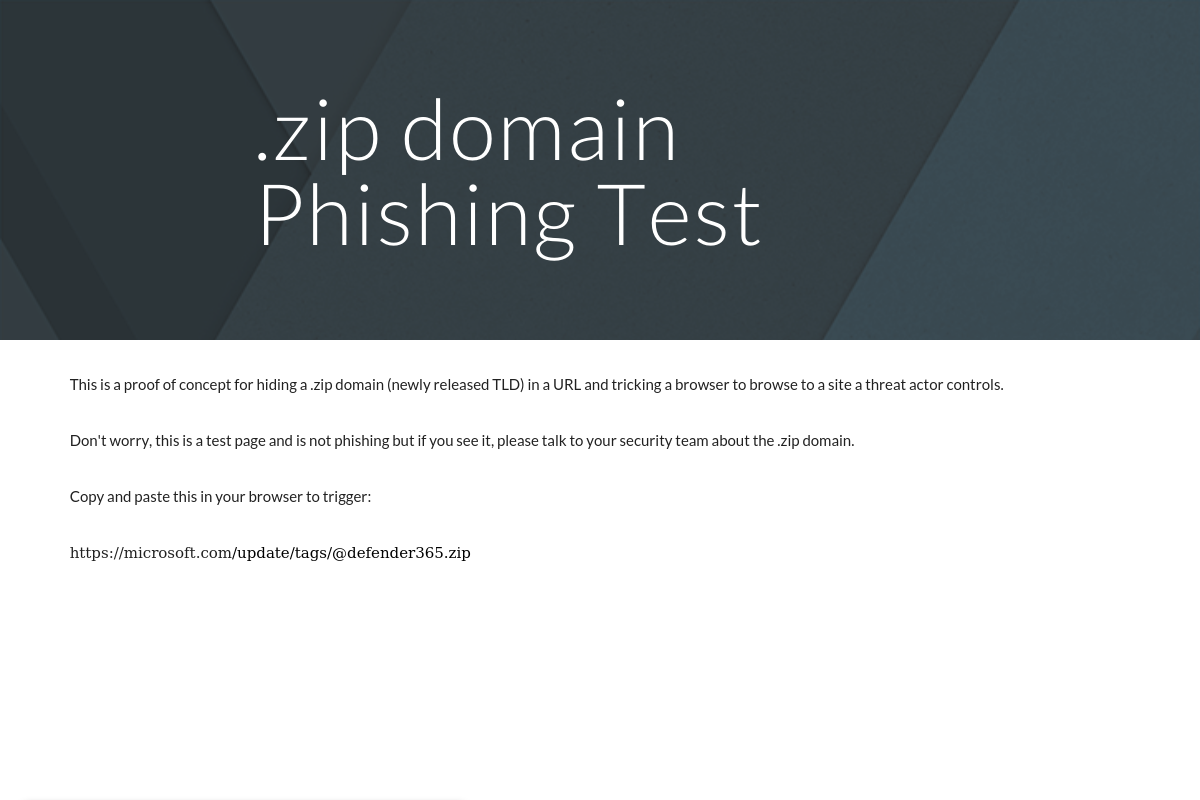 .zip domain
Phishing Test
This is a proof of concept for hiding a .zip domain (newly released TLD) in a URL and tricking a browser to browse to a site a threat actor controls.
Don't worry, this is a test page and is not phishing but if you see it, please talk to your security team about the .zip domain.
Copy and paste this in your browser to trigger:
https://microsoft.com/update/tags/@defender365.zip